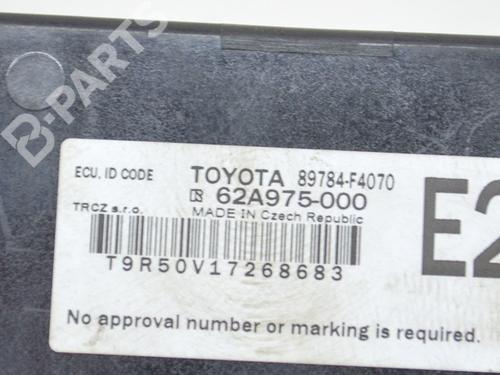 B-PARTS
ECU, ID CODE TOYOTA 89784-F4070
62A975-000
TRCZ s.r.o. MADE IN Czech Republic
E2
T9R50V17268683
No approval number or marking is required.